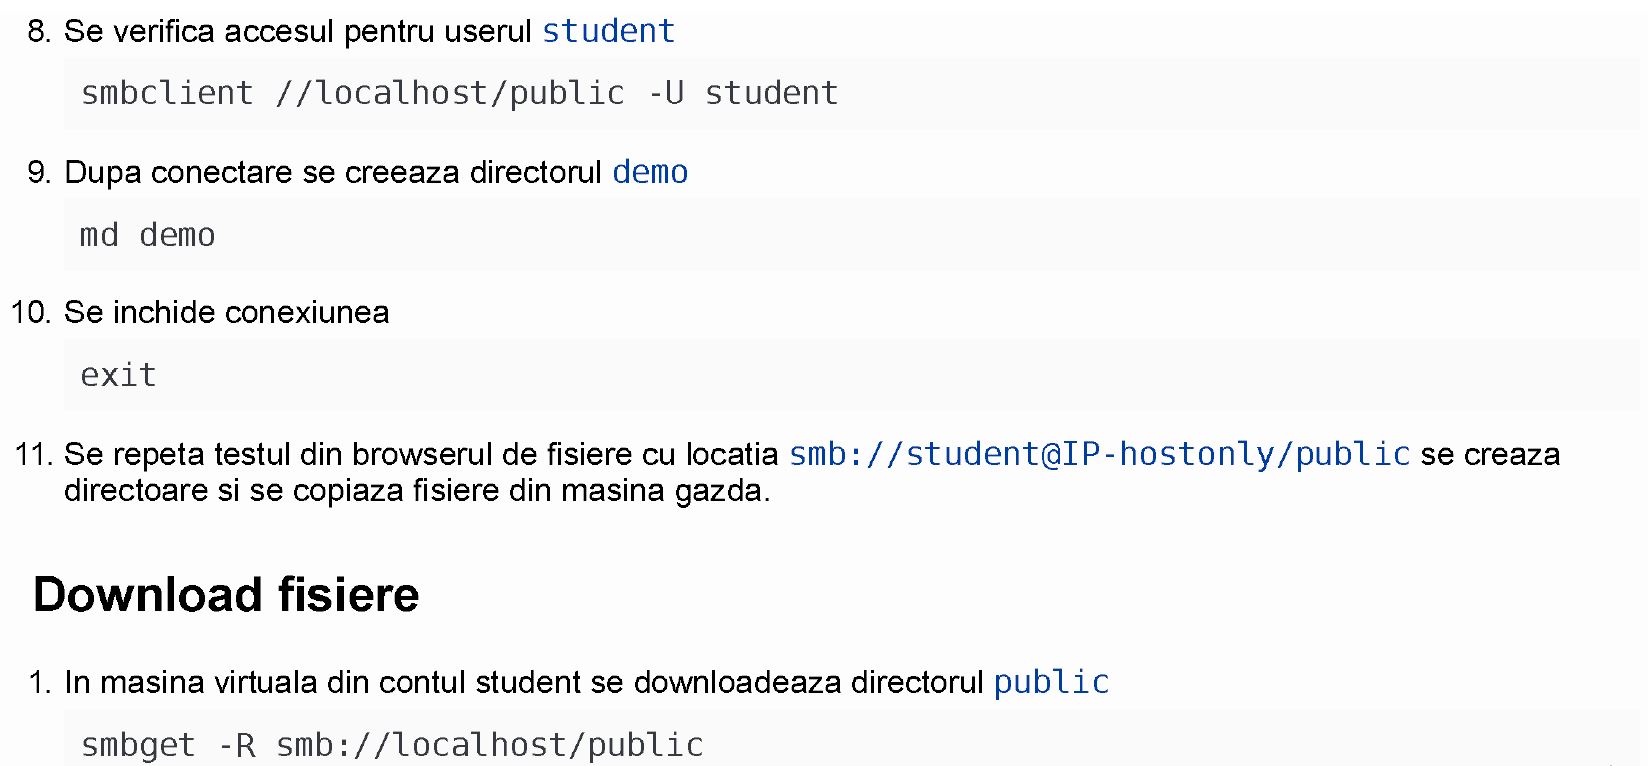 8. Se verifica accesul pentru userul student
smbclient //localhost/public -U student
9. Dupa conectare se creeaza directorul demo
md demo
10. Se inchide conexiunea
exit
11. Se repeta testul din browserul de fisiere cu locatia smb://student@IP-hostonly/public se creaza
directoare si se copiaza fisiere din masina gazda.
Download fisiere
1. In masina virtuala din contul student se downloadeaza directorul public
smbget -R smb://localhost/public